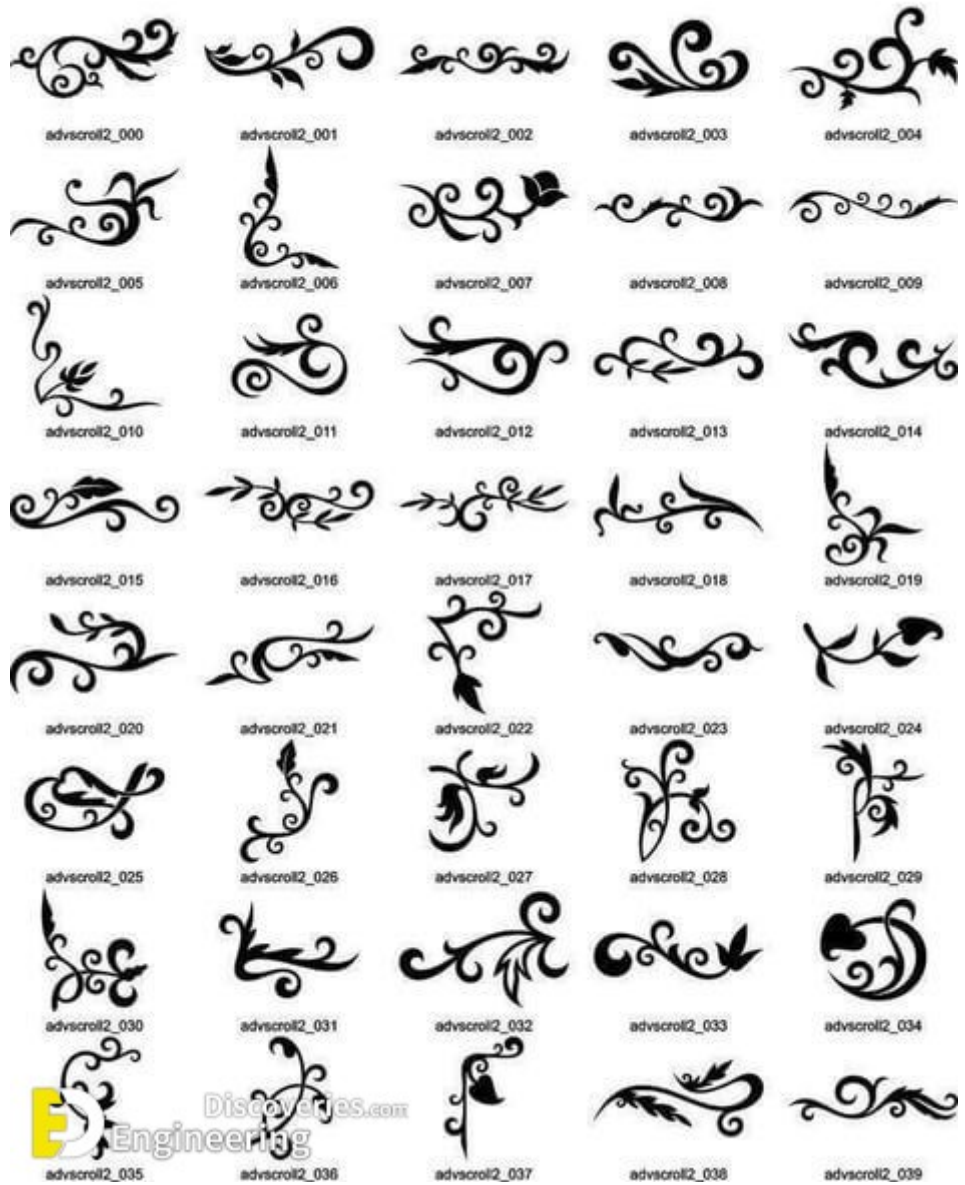 advscroll2_000 advscroll2_001 advscroll2_002 advscroll2_003 advscroll2_004
advscroll2_005 advscroll2_006 advscroll2_007 advscroll2_008 advscroll2_009
advscroll2_010 advscroll2_011 advscroll2_012 advscroll2_013 advscroll2_014
advscroll2_015 advscroll2_016 advscroll2_017 advscroll2_018 advscroll2_019
advscroll2_020 advscroll2_021 advscroll2_022 advscroll2_023 advscroll2_024
advscroll2_025 advscroll2_026 advscroll2_027 advscroll2_028 advscroll2_029
advscroll2_030 advscroll2_031 advscroll2_032 advscroll2_033 advscroll2_034
ED Discoveries.com
Engineering
advscroll2_035 advscroll2_036 advscroll2_037 advscroll2_038 advscroll2_039